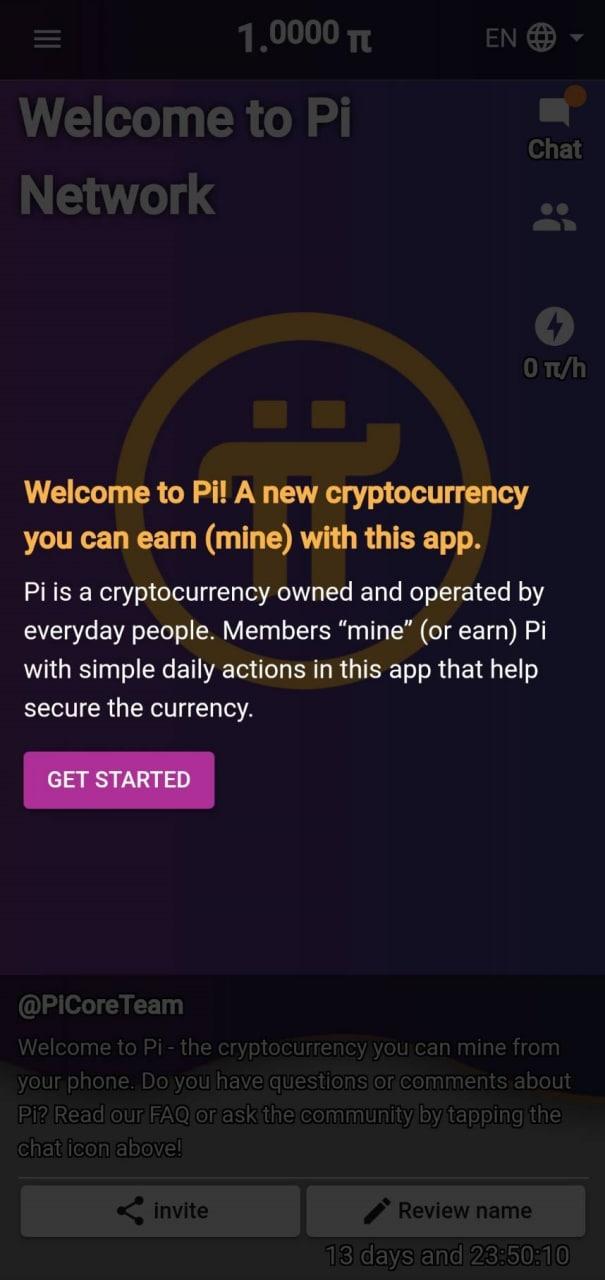 1.0000 π
EN
Welcome to Pi
Network
Chat
0 π/h
Welcome to Pi! A new cryptocurrency
you can earn (mine) with this app.
Pi is a cryptocurrency owned and operated by
everyday people. Members “mine” (or earn) Pi
with simple daily actions in this app that help
secure the currency.
GET STARTED
@PiCoreTeam
Welcome to Pi - the cryptocurrency you can mine from
your phone. Do you have questions or comments about
Pi? Read our FAQ or ask the community by tapping the
chat icon above!
invite
Review name
13 days and 23:50:10